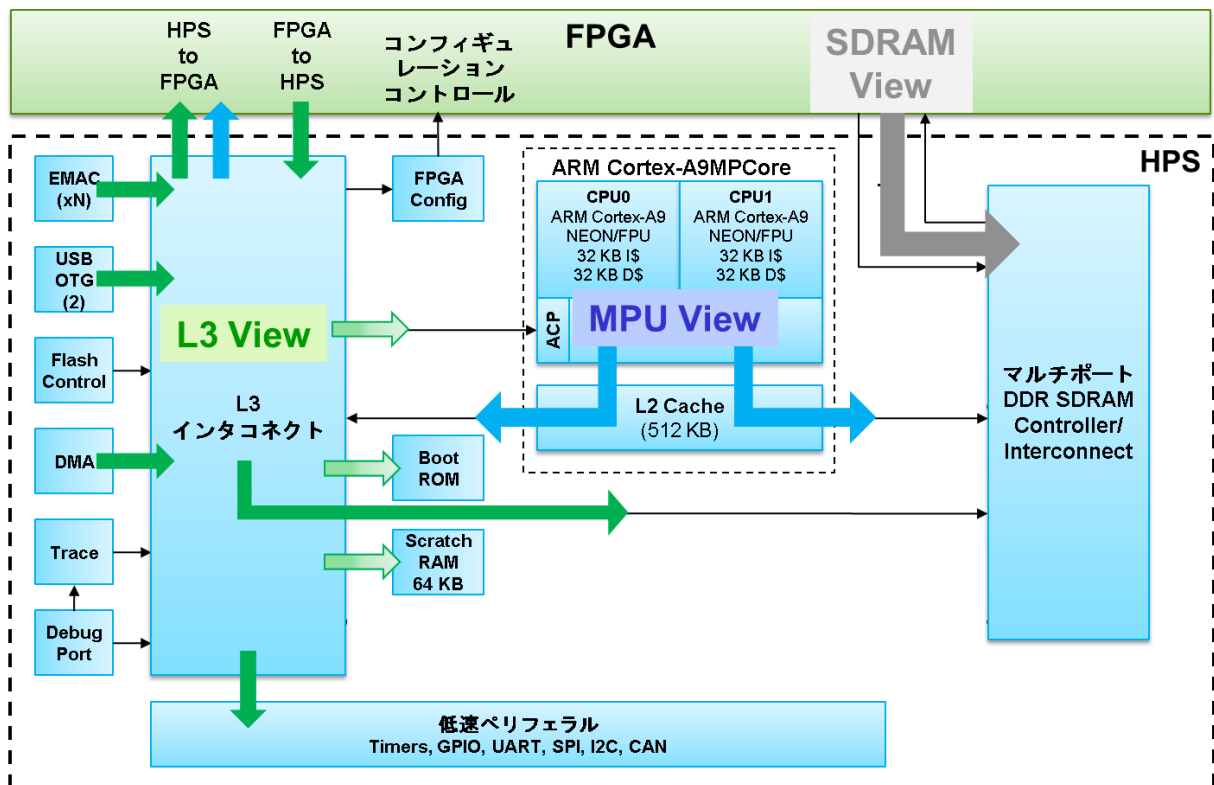 HPS
to
FPGA
FPGA
to
HPS
コンフィギュ
レーション
コントロール
FPGA
SDRAM
View
HPS
EMAC
(xN)
USB
OTG
(2)
Flash
Control
DMA
Trace
Debug
Port
L3 View
L3
インタコネクト
FPGA
Config
Boot
ROM
Scratch
RAM
64 KB
ARM Cortex-A9MPCore
CPU0
ARM Cortex-A9
NEON/FPU
32 KB I$
32 KB D$
CPU1
ARM Cortex-A9
NEON/FPU
32 KB I$
32 KB D$
ACP
MPU View
L2 Cache
(512 KB)
マルチポート
DDR SDRAM
Controller/
Interconnect
低速ペリフェラル
Timers, GPIO, UART, SPI, I2C, CAN